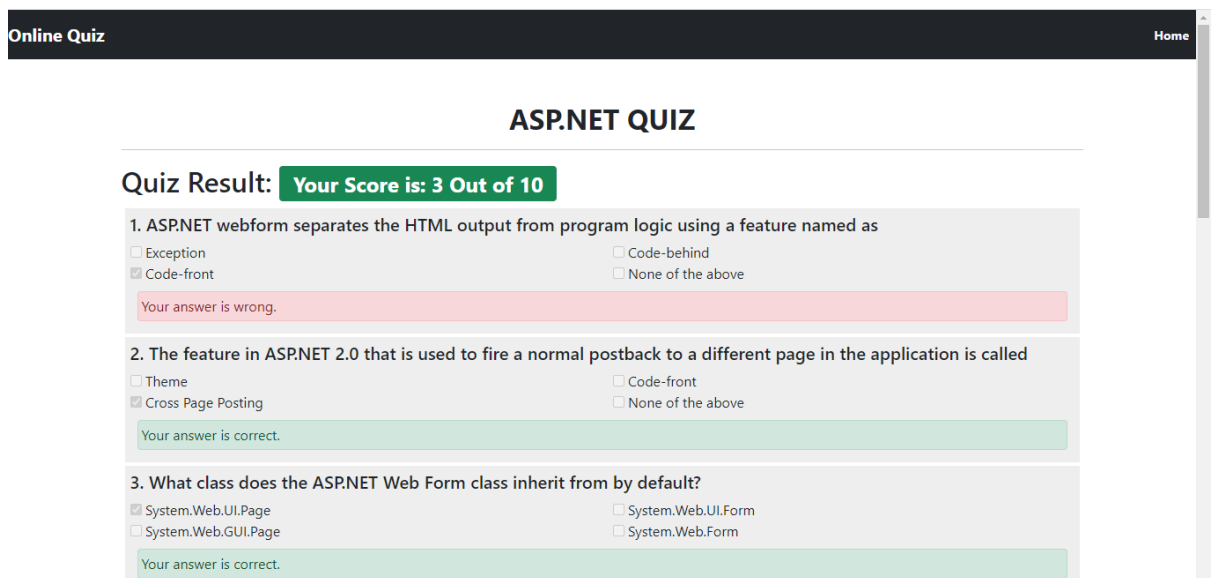 Online Quiz Home
ASP.NET QUIZ
Quiz Result: Your Score is: 3 Out of 10
1. ASP.NET webform separates the HTML output from program logic using a feature named as
Exception Code-behind
Code-front None of the above
Your answer is wrong.
2. The feature in ASP.NET 2.0 that is used to fire a normal postback to a different page in the application is called
Theme Code-front
Cross Page Posting None of the above
Your answer is correct.
3. What class does the ASP.NET Web Form class inherit from by default?
System.Web.UI.Page System.Web.UI.Form
System.Web.GUI.Page System.Web.Form
Your answer is correct.